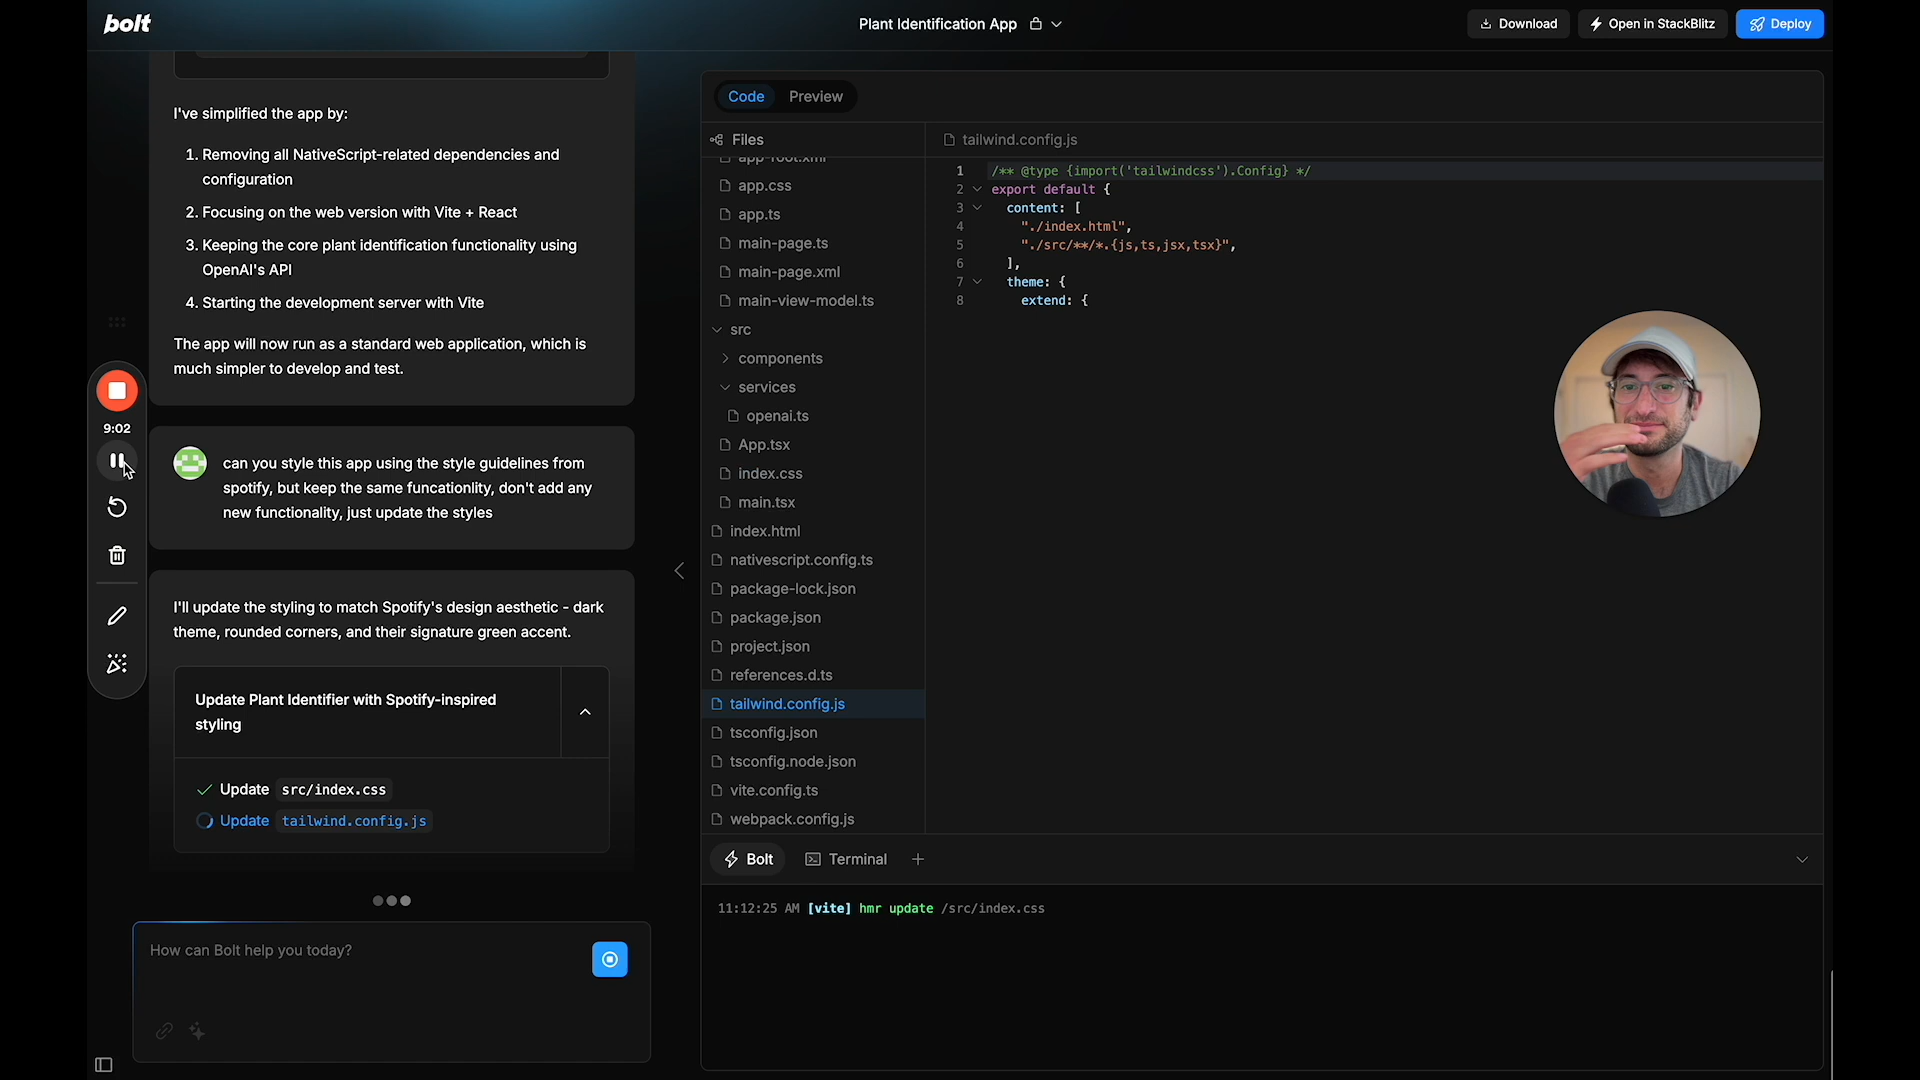 bolt
Plant Identification App
Download
Open in StackBlitz
Deploy
I've simplified the app by:
1. Removing all NativeScript-related dependencies and
configuration
2. Focusing on the web version with Vite + React
3. Keeping the core plant identification functionality using
OpenAI's API
4. Starting the development server with Vite
The app will now run as a standard web application, which is
much simpler to develop and test.
9:02
can you style this app using the style guidelines from
spotify, but keep the same funcationlity, don't add any
new functionality, just update the styles
I'll update the styling to match Spotify's design aesthetic - dark
theme, rounded corners, and their signature green accent.
Update Plant Identifier with Spotify-inspired
styling
Update src/index.css
Update tailwind.config.js
How can Bolt help you today?
Code
Preview
Files
app-root.xml
app.css
app.ts
main-page.ts
main-page.xml
main-view-model.ts
src
components
services
openai.ts
App.tsx
index.css
main.tsx
index.html
nativescript.config.ts
package-lock.json
package.json
project.json
references.d.ts
tailwind.config.js
tsconfig.json
tsconfig.node.json
vite.config.ts
webpack.config.js
tailwind.config.js
1 /** @type {import('tailwindcss').Config} */
2 export default {
3 content: [
4 "./index.html",
5 "./src/**/*.{js,ts,jsx,tsx}",
6 ],
7 theme: {
8 extend: {
Bolt
Terminal
11:12:25 AM [vite] hmr update /src/index.css